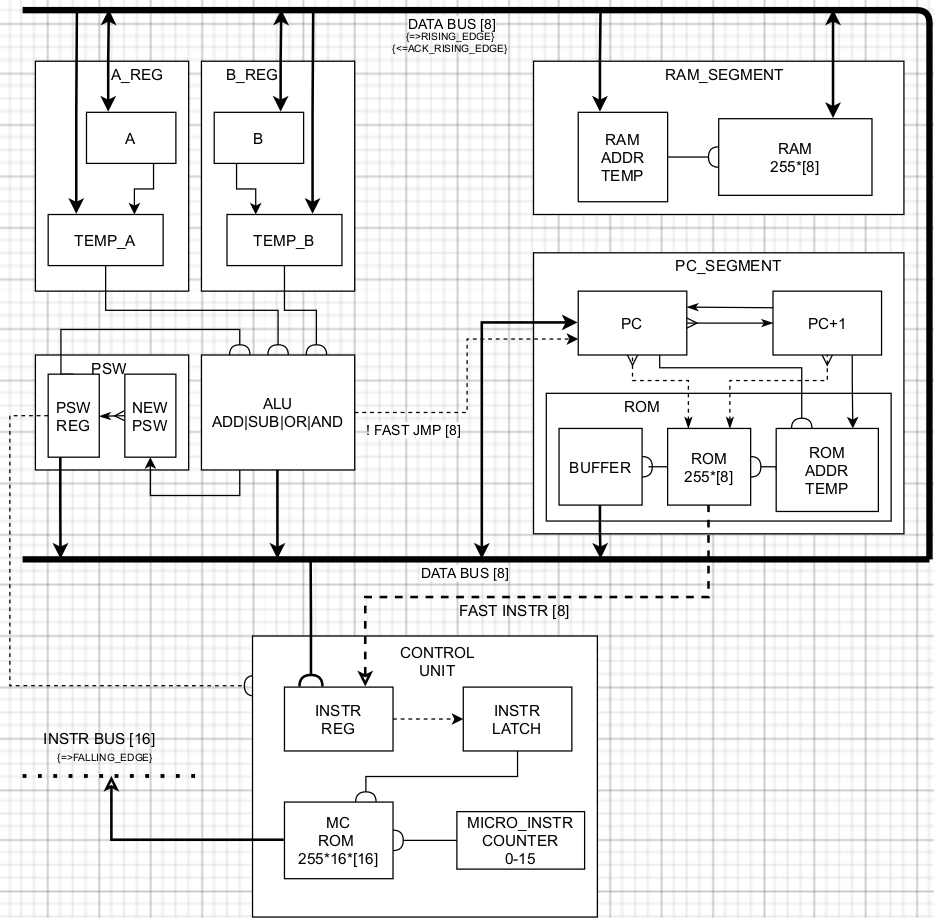 DATA BUS [8]
{=>RISING_EDGE}
{<=ACK_RISING_EDGE}
A_REG
B_REG
RAM_SEGMENT
A
B
RAM
ADDR
TEMP
RAM
255*[8]
TEMP_A
TEMP_B
PC_SEGMENT
PC
PC+1
PSW
PSW
REG
NEW
PSW
ALU
ADD|SUB|OR|AND
! FAST JMP [8]
ROM
BUFFER
ROM
255*[8]
ROM
ADDR
TEMP
DATA BUS [8]
FAST INSTR [8]
CONTROL
UNIT
INSTR
REG
INSTR
LATCH
INSTR BUS [16]
{=>FALLING_EDGE}
MC
ROM
255*16*[16]
MICRO_INSTR
COUNTER
0-15